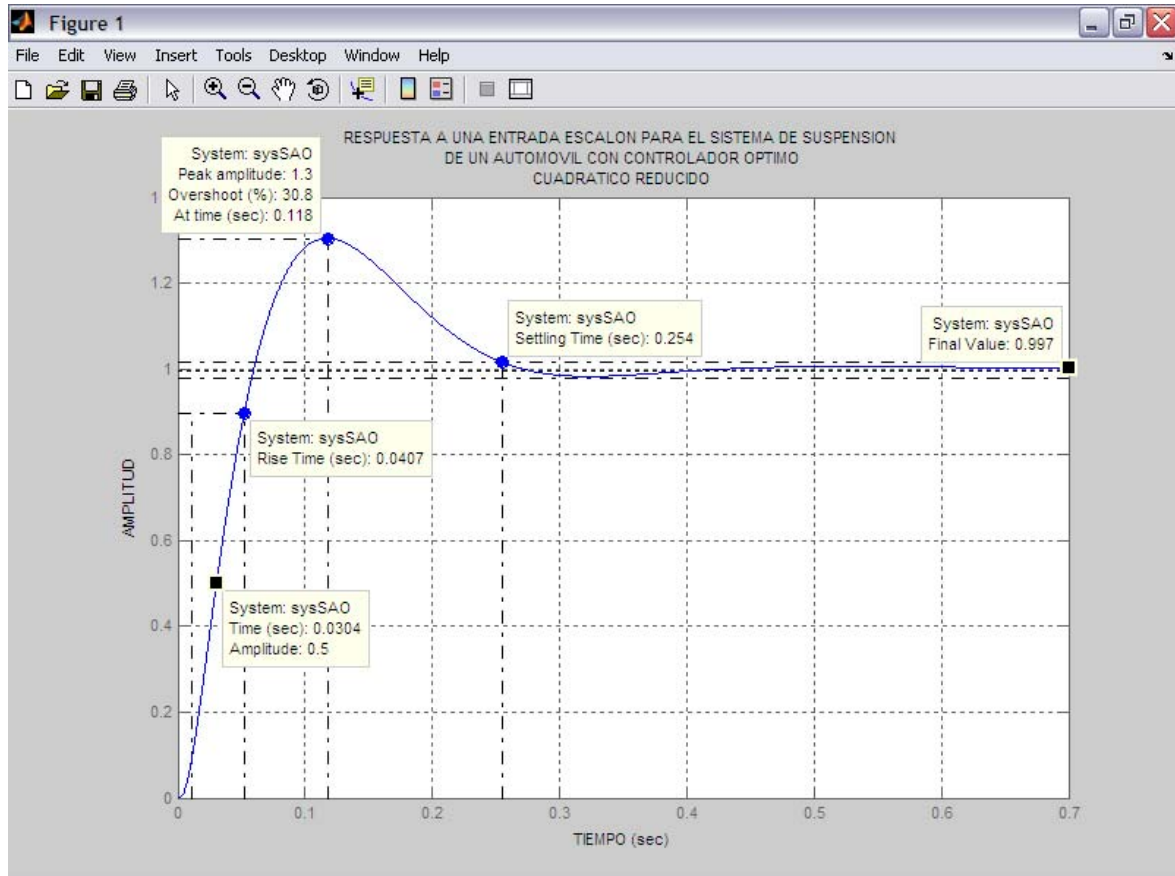 Figure 1
File Edit View Insert Tools Desktop Window Help
RESPUESTA A UNA ENTRADA ESCALON PARA EL SISTEMA DE SUSPENSION
DE UN AUTOMOVIL CON CONTROLADOR OPTIMO
CUADRATICO REDUCIDO
System: sysSAO
Peak amplitude: 1.3
Overshoot (%): 30.8
At time (sec): 0.118
System: sysSAO
Settling Time (sec): 0.254
System: sysSAO
Final Value: 0.997
System: sysSAO
Rise Time (sec): 0.0407
System: sysSAO
Time (sec): 0.0304
Amplitude: 0.5
AMPLITUD
1.2
1
0.8
0.6
0.4
0.2
0
0 0.1 0.2 0.3 0.4 0.5 0.6 0.7
TIEMPO (sec)